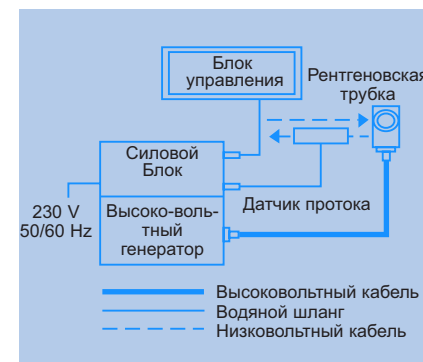 Блок
управления
Рентгеновская
трубка
Силовой
Блок
230 V
50/60 Hz
Высоко-воль-
тный
генератор
Датчик протока
Высоковольтный кабель
Водяной шланг
Низковольтный кабель